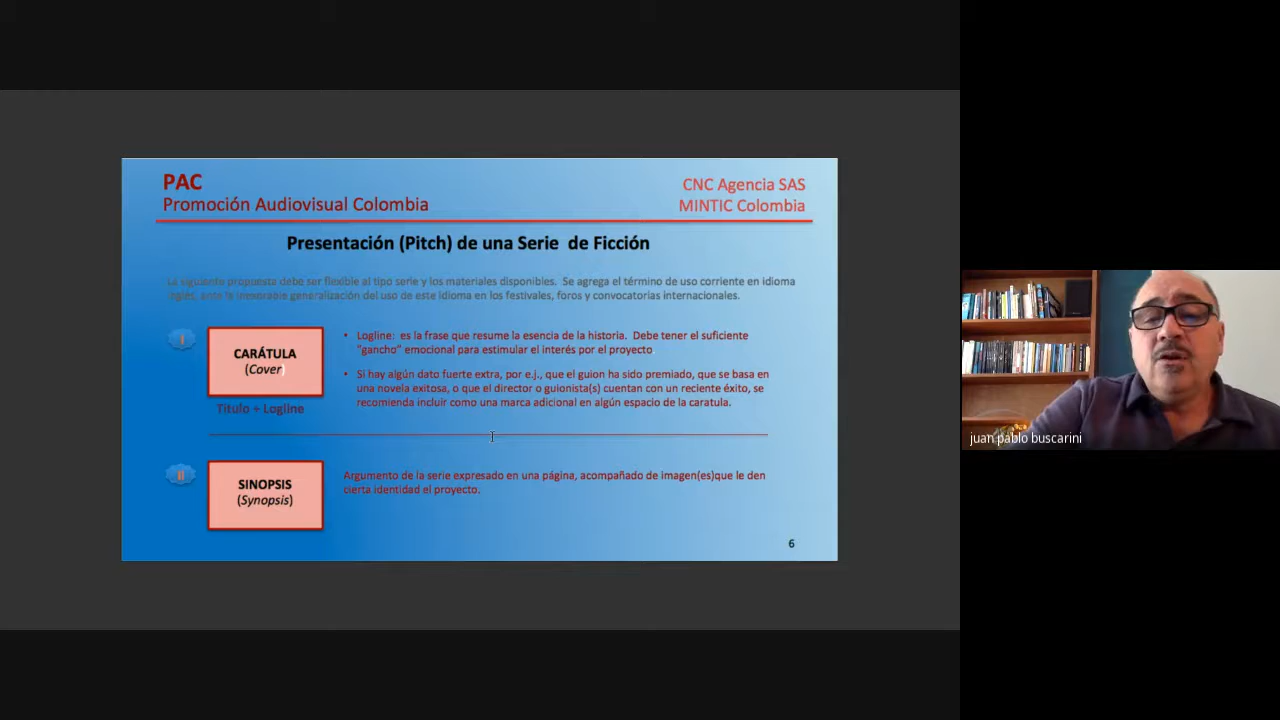 PAC
Promoción Audiovisual Colombia
CNC Agencia SAS
MINTIC Colombia
Presentación (Pitch) de una Serie de Ficción
La siguiente propuesta debe ser flexible al tipo serie y los materiales disponibles. Se agrega el término de uso corriente en idioma
inglés, ante la inexorable generalización del uso de este idioma en los festivales, foros y convocatorias internacionales.
I
CARÁTULA
(Cover)
Titulo + Logline
• Logline: es la frase que resume la esencia de la historia. Debe tener el suficiente
"gancho" emocional para estimular el interés por el proyecto.
• Si hay algún dato fuerte extra, por e.j., que el guion ha sido premiado, que se basa en
una novela exitosa, o que el director o guionista(s) cuentan con un reciente éxito, se
recomienda incluir como una marca adicional en algún espacio de la caratula.
II
SINOPSIS
(Synopsis)
Argumento de la serie expresado en una página, acompañado de imagen(es)que le den
cierta identidad el proyecto.
6
juan pablo buscarini